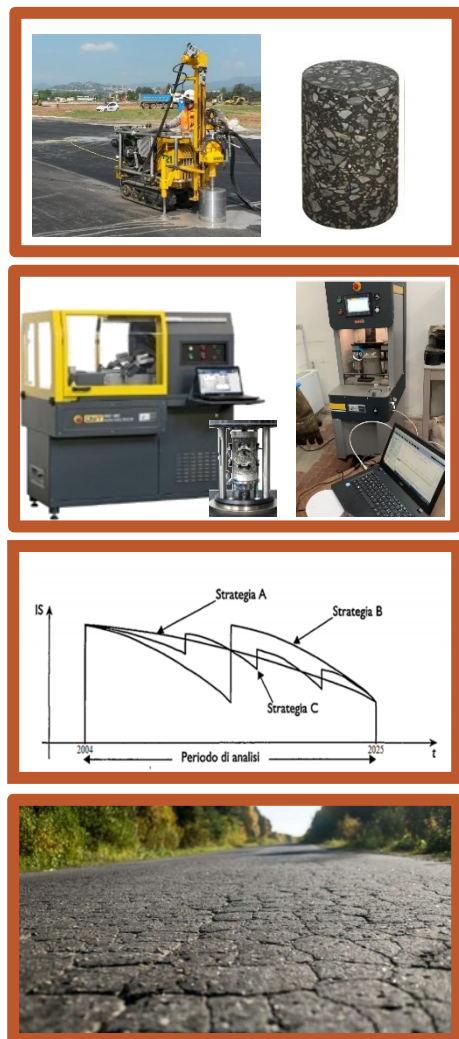 IS
Strategia A
Strategia B
Strategia C
2004
Periodo di analisi
2025
t